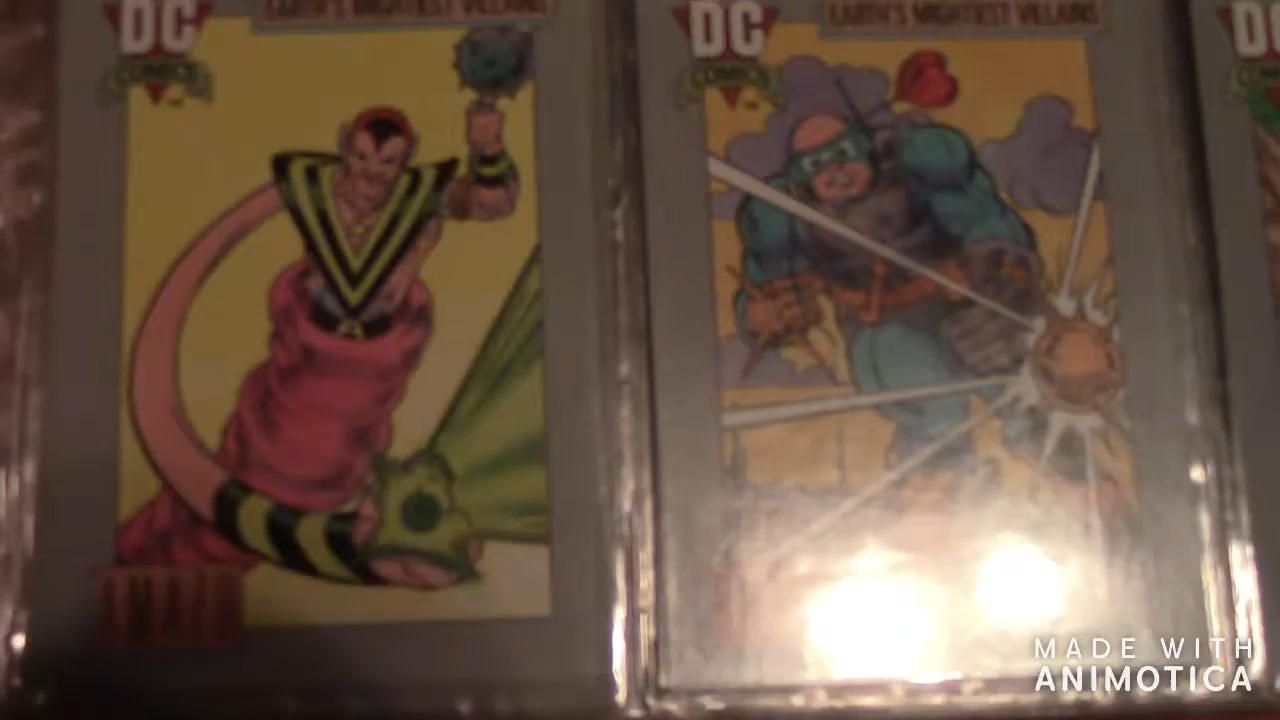 DC
COMICS
EARTH'S MIGHTIEST VILLAINS
DC
COMICS
EARTH'S MIGHTIEST VILLAINS
DC
MADE WITH
ANIMOTICA